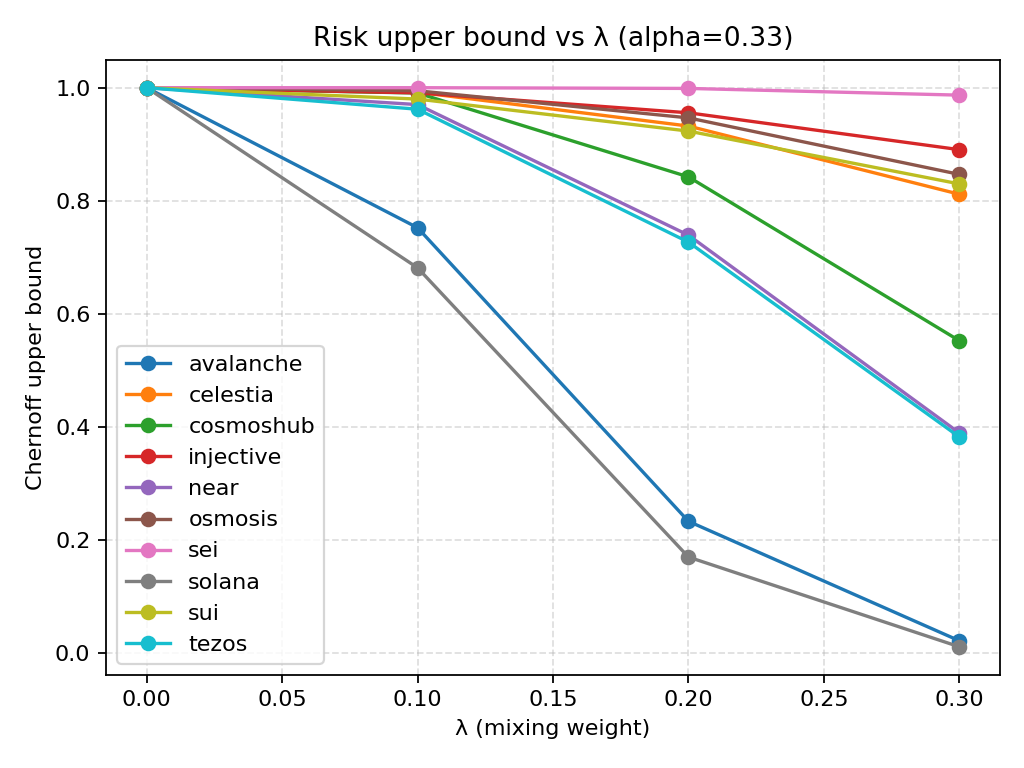 Risk upper bound vs λ (alpha=0.33)
Chernoff upper bound
1.0
0.8
0.6
0.4
0.2
0.0
avalanche
celestia
cosmoshub
injective
near
osmosis
sei
solana
sui
tezos
0.00 0.05 0.10 0.15 0.20 0.25 0.30
λ (mixing weight)